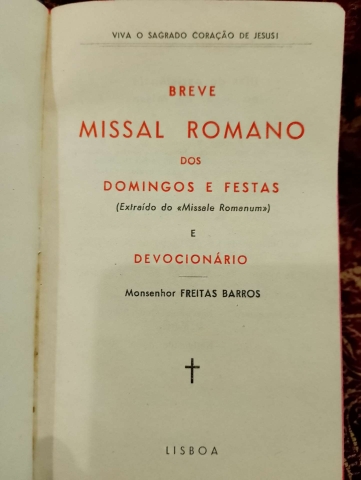 VIVA O SAGRADO CORAÇÃO DE JESUS!
BREVE
MISSAL ROMANO
DOS
DOMINGOS E FESTAS
(Extraído do «Missale Romanum»)
E
DEVOCIONÁRIO
Monsenhor FREITAS BARROS
LISBOA